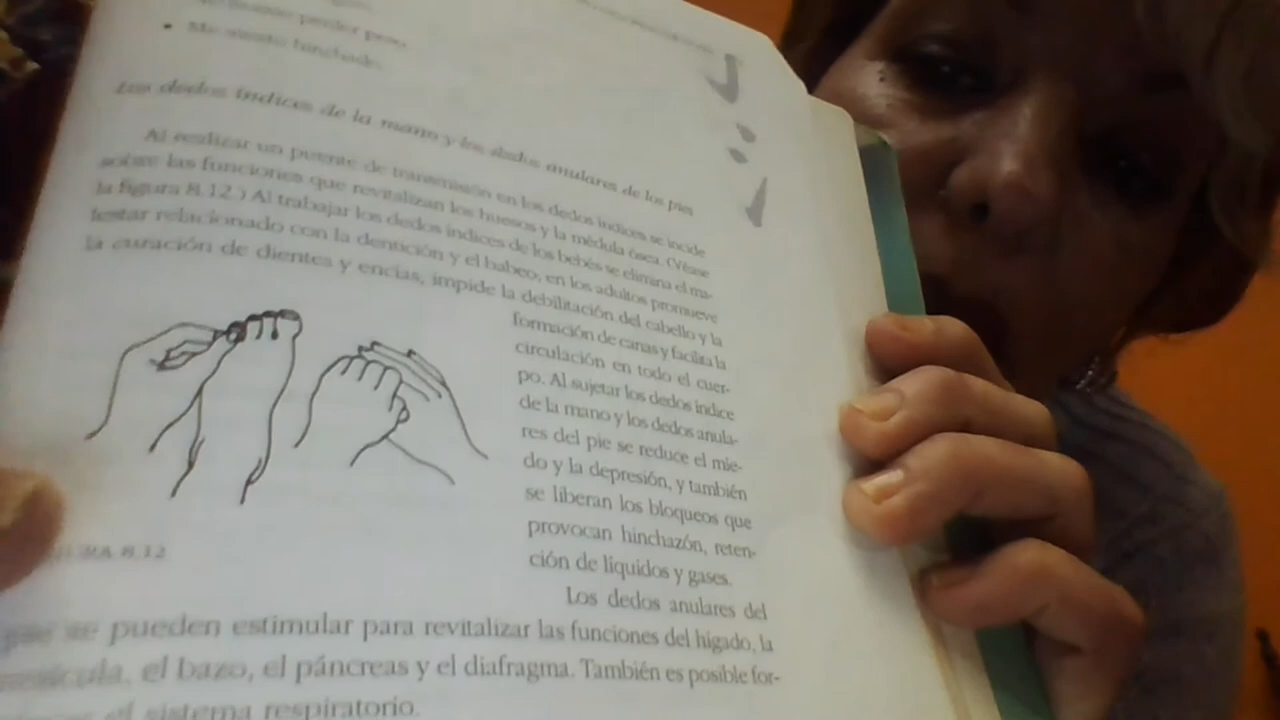 perder peso.
• Me siento hinchado.
Los dedos índices de la mano y los dedos anulares de los pies
Al realizar un puente de transmisión en los dedos índices se incide
sobre las funciones que revitalizan los huesos y la médula ósea. (Véase
la figura 8.12.) Al trabajar los dedos índices de los bebés se elimina el ma-
lestar relacionado con la dentición y el babeo; en los adultos promueve
la curación de dientes y encías, impide la debilitación del cabello y la
formación de canas y facilita la
circulación en todo el cuer-
po. Al sujetar los dedos índice
de la mano y los dedos anula-
res del pie se reduce el mie-
do y la depresión, y también
se liberan los bloqueos que
provocan hinchazón, reten-
ción de líquidos y gases.
8.12
Los dedos anulares del
se pueden estimular para revitalizar las funciones del hígado, la
el bazo, el páncreas y el diafragma. También es posible for-
el sistema respiratorio.